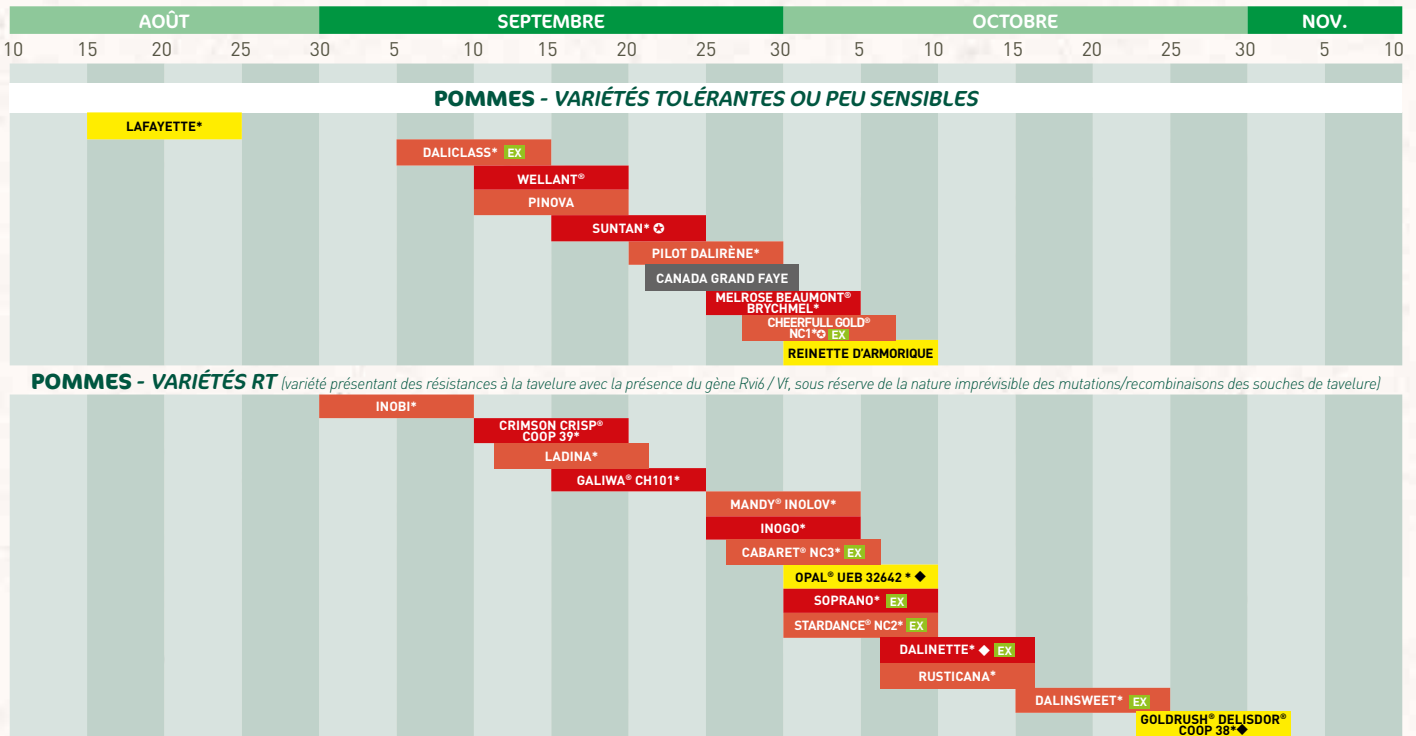 AOÛT SEPTEMBRE OCTOBRE NOV.
10 15 20 25 30 5 10 15 20 25 30 5 10 15 20 25 30 5 10
POMMES - VARIÉTÉS TOLÉRANTES OU PEU SENSIBLES
LAFAYETTE*
DALICLASS* EX
WELLANT®
PINOVA
SUNTAN* ✪
PILOT DALIRÈNE*
CANADA GRAND FAYE
MELROSE BEAUMONT®
BRYCHMEL*
CHEERFULL GOLD®
NC1*✪ EX
REINETTE D'ARMORIQUE
POMMES - VARIÉTÉS RT (variété présentant des résistances à la tavelure avec la présence du gène Rvi6 / Vf, sous réserve de la nature imprévisible des mutations/recombinaisons des souches de tavelure)
INOBI*
CRIMSON CRISP®
COOP 39*
LADINA*
GALIWA® CH101*
MANDY® INOLOV*
INOGO*
CABARET® NC3* EX
OPAL® UEB 32642 * ◆
SOPRANO* EX
STARDANCE® NC2* EX
DALINETTE* ◆ EX
RUSTICANA*
DALINSWEET* EX
GOLDRUSH® DELISDOR®
COOP 38*◆